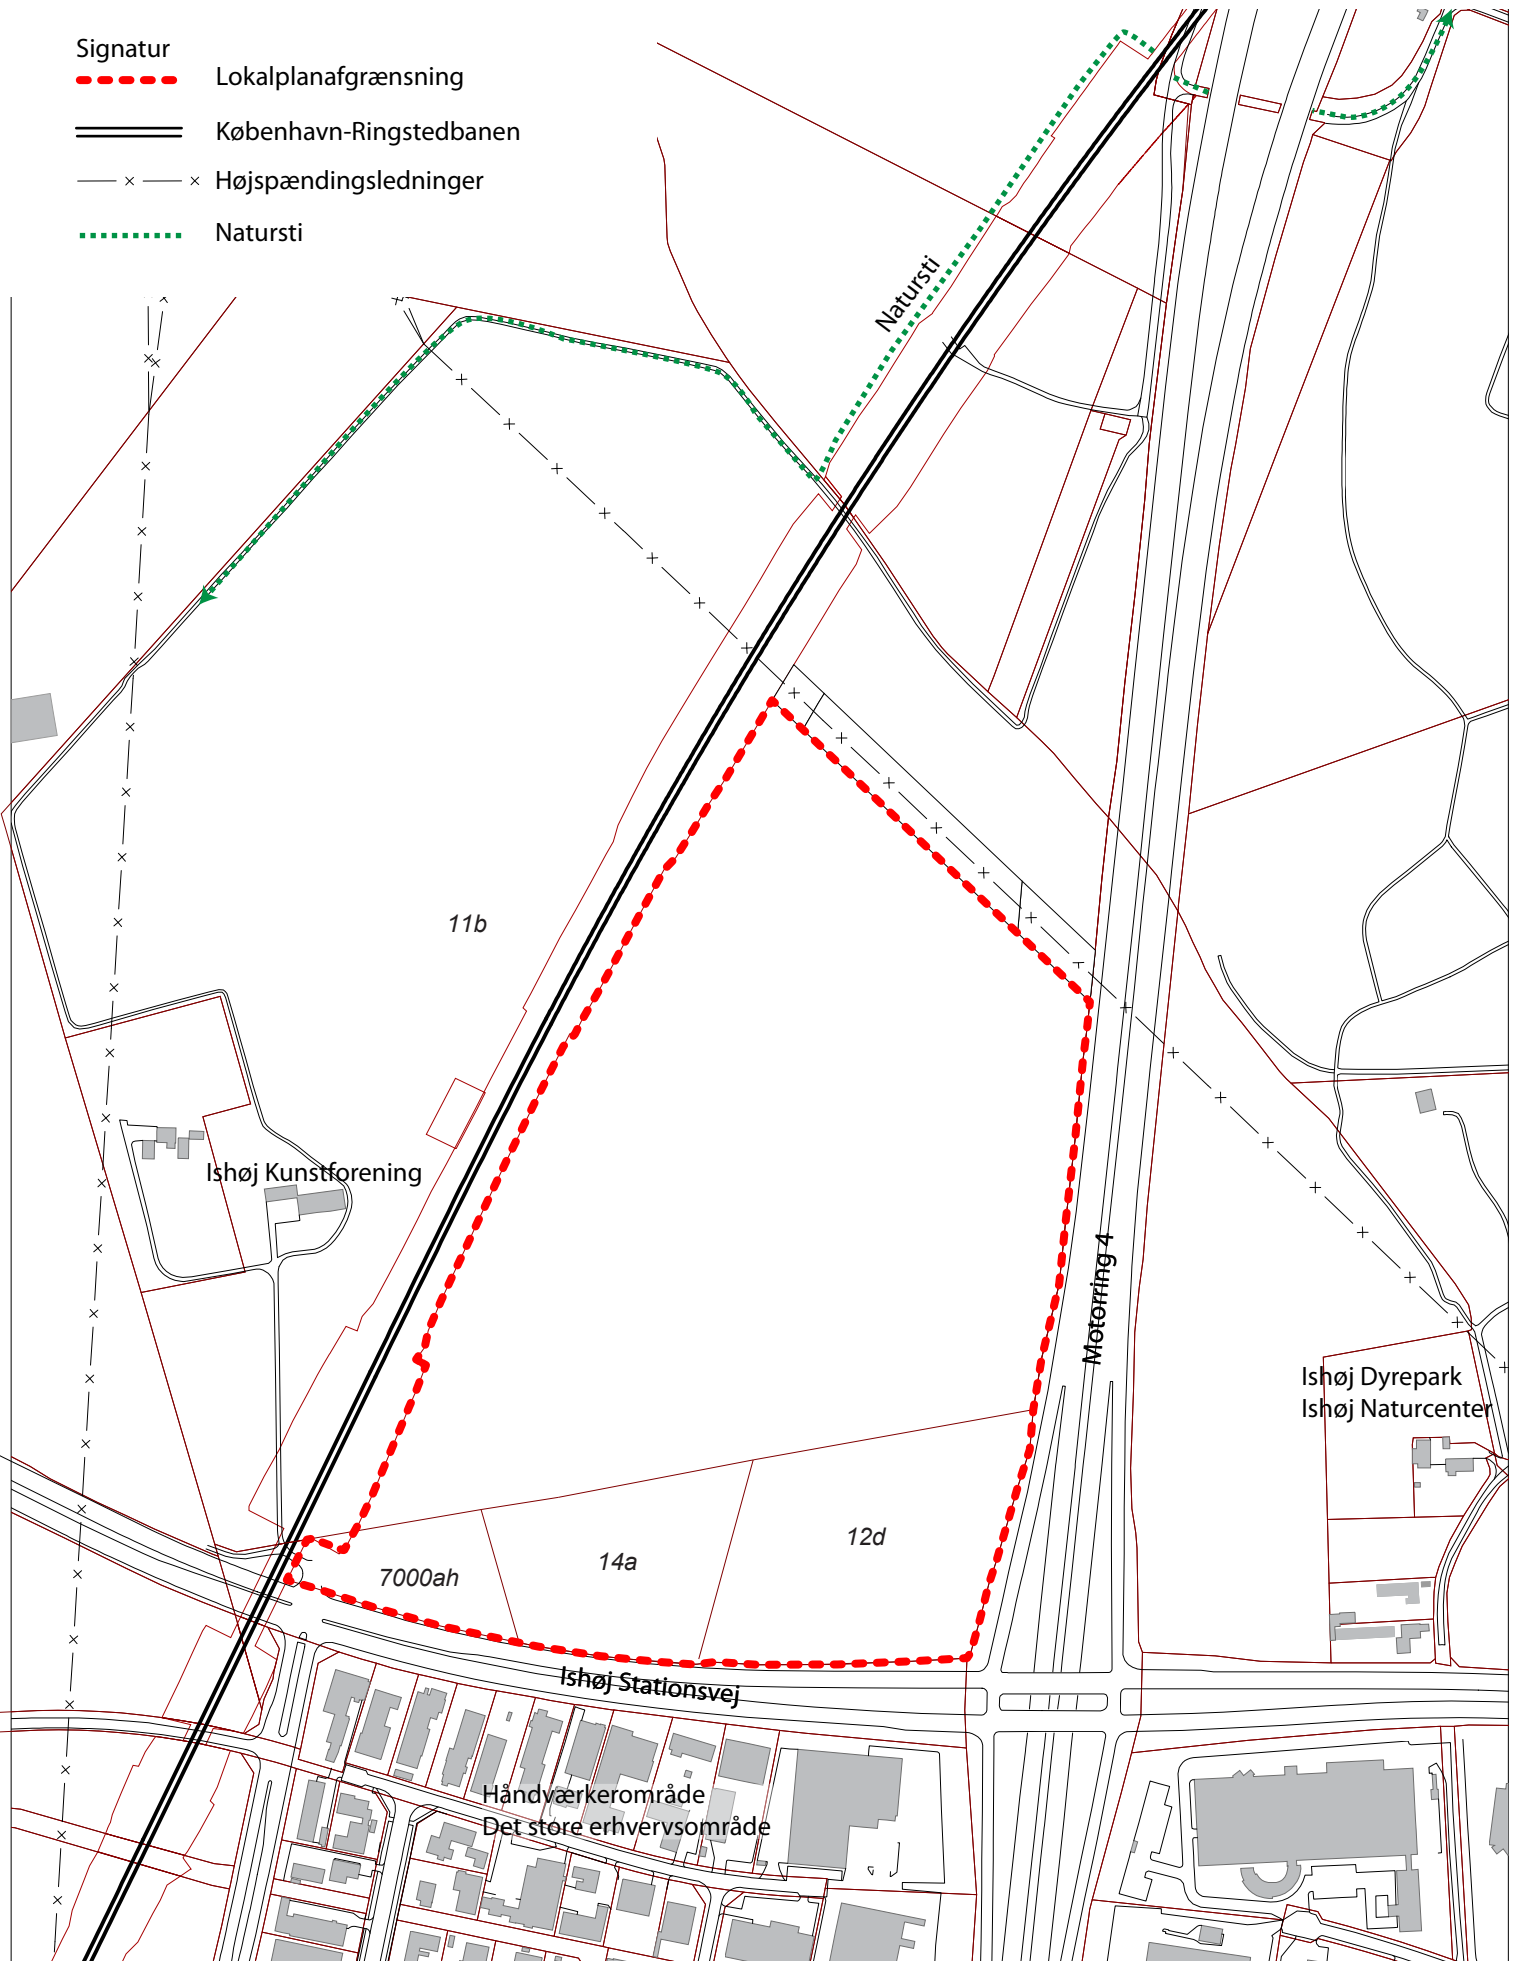 Signatur
Lokalplanafgrænsning
København-Ringstedbanen
Højspændingsledninger
Natursti
Natursti
11b
Ishøj Kunstforening
Motorring 4
Ishøj Dyrepark
Ishøj Naturcenter
12d
14a
7000ah
Ishøj Stationsvej
Håndværkerområde
Det store erhvervsområde